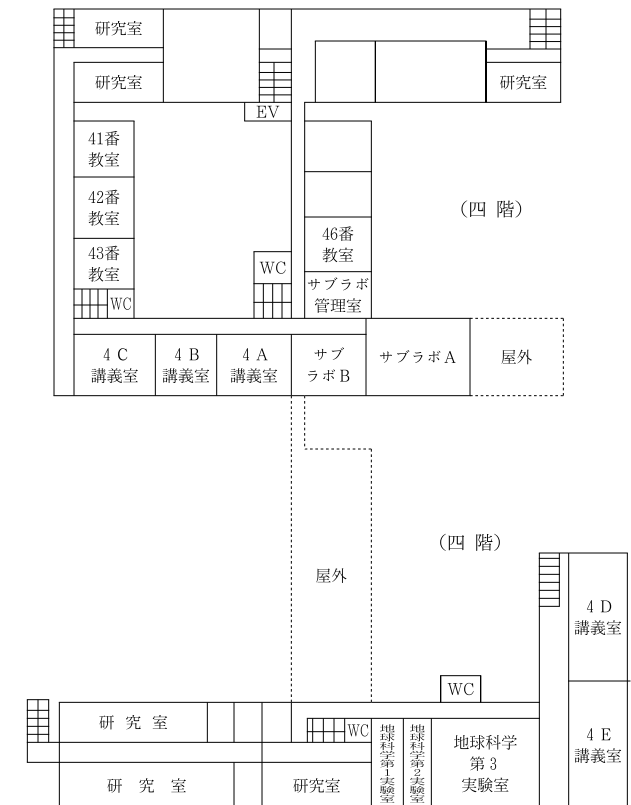 研究室
研究室
研究室
EV
41番
教室
42番
教室
（四 階）
46番
教室
43番
教室
WC
サブラボ
管理室
WC
4 C
講義室
4 B
講義室
4 A
講義室
サブ
ラボB
サブラボA
屋外
（四 階）
屋外
4 D
講義室
WC
研 究 室
WC
地球科学第1実験室
地球科学第2実験室
地球科学
第3
実験室
4 E
講義室
研 究 室
研究室